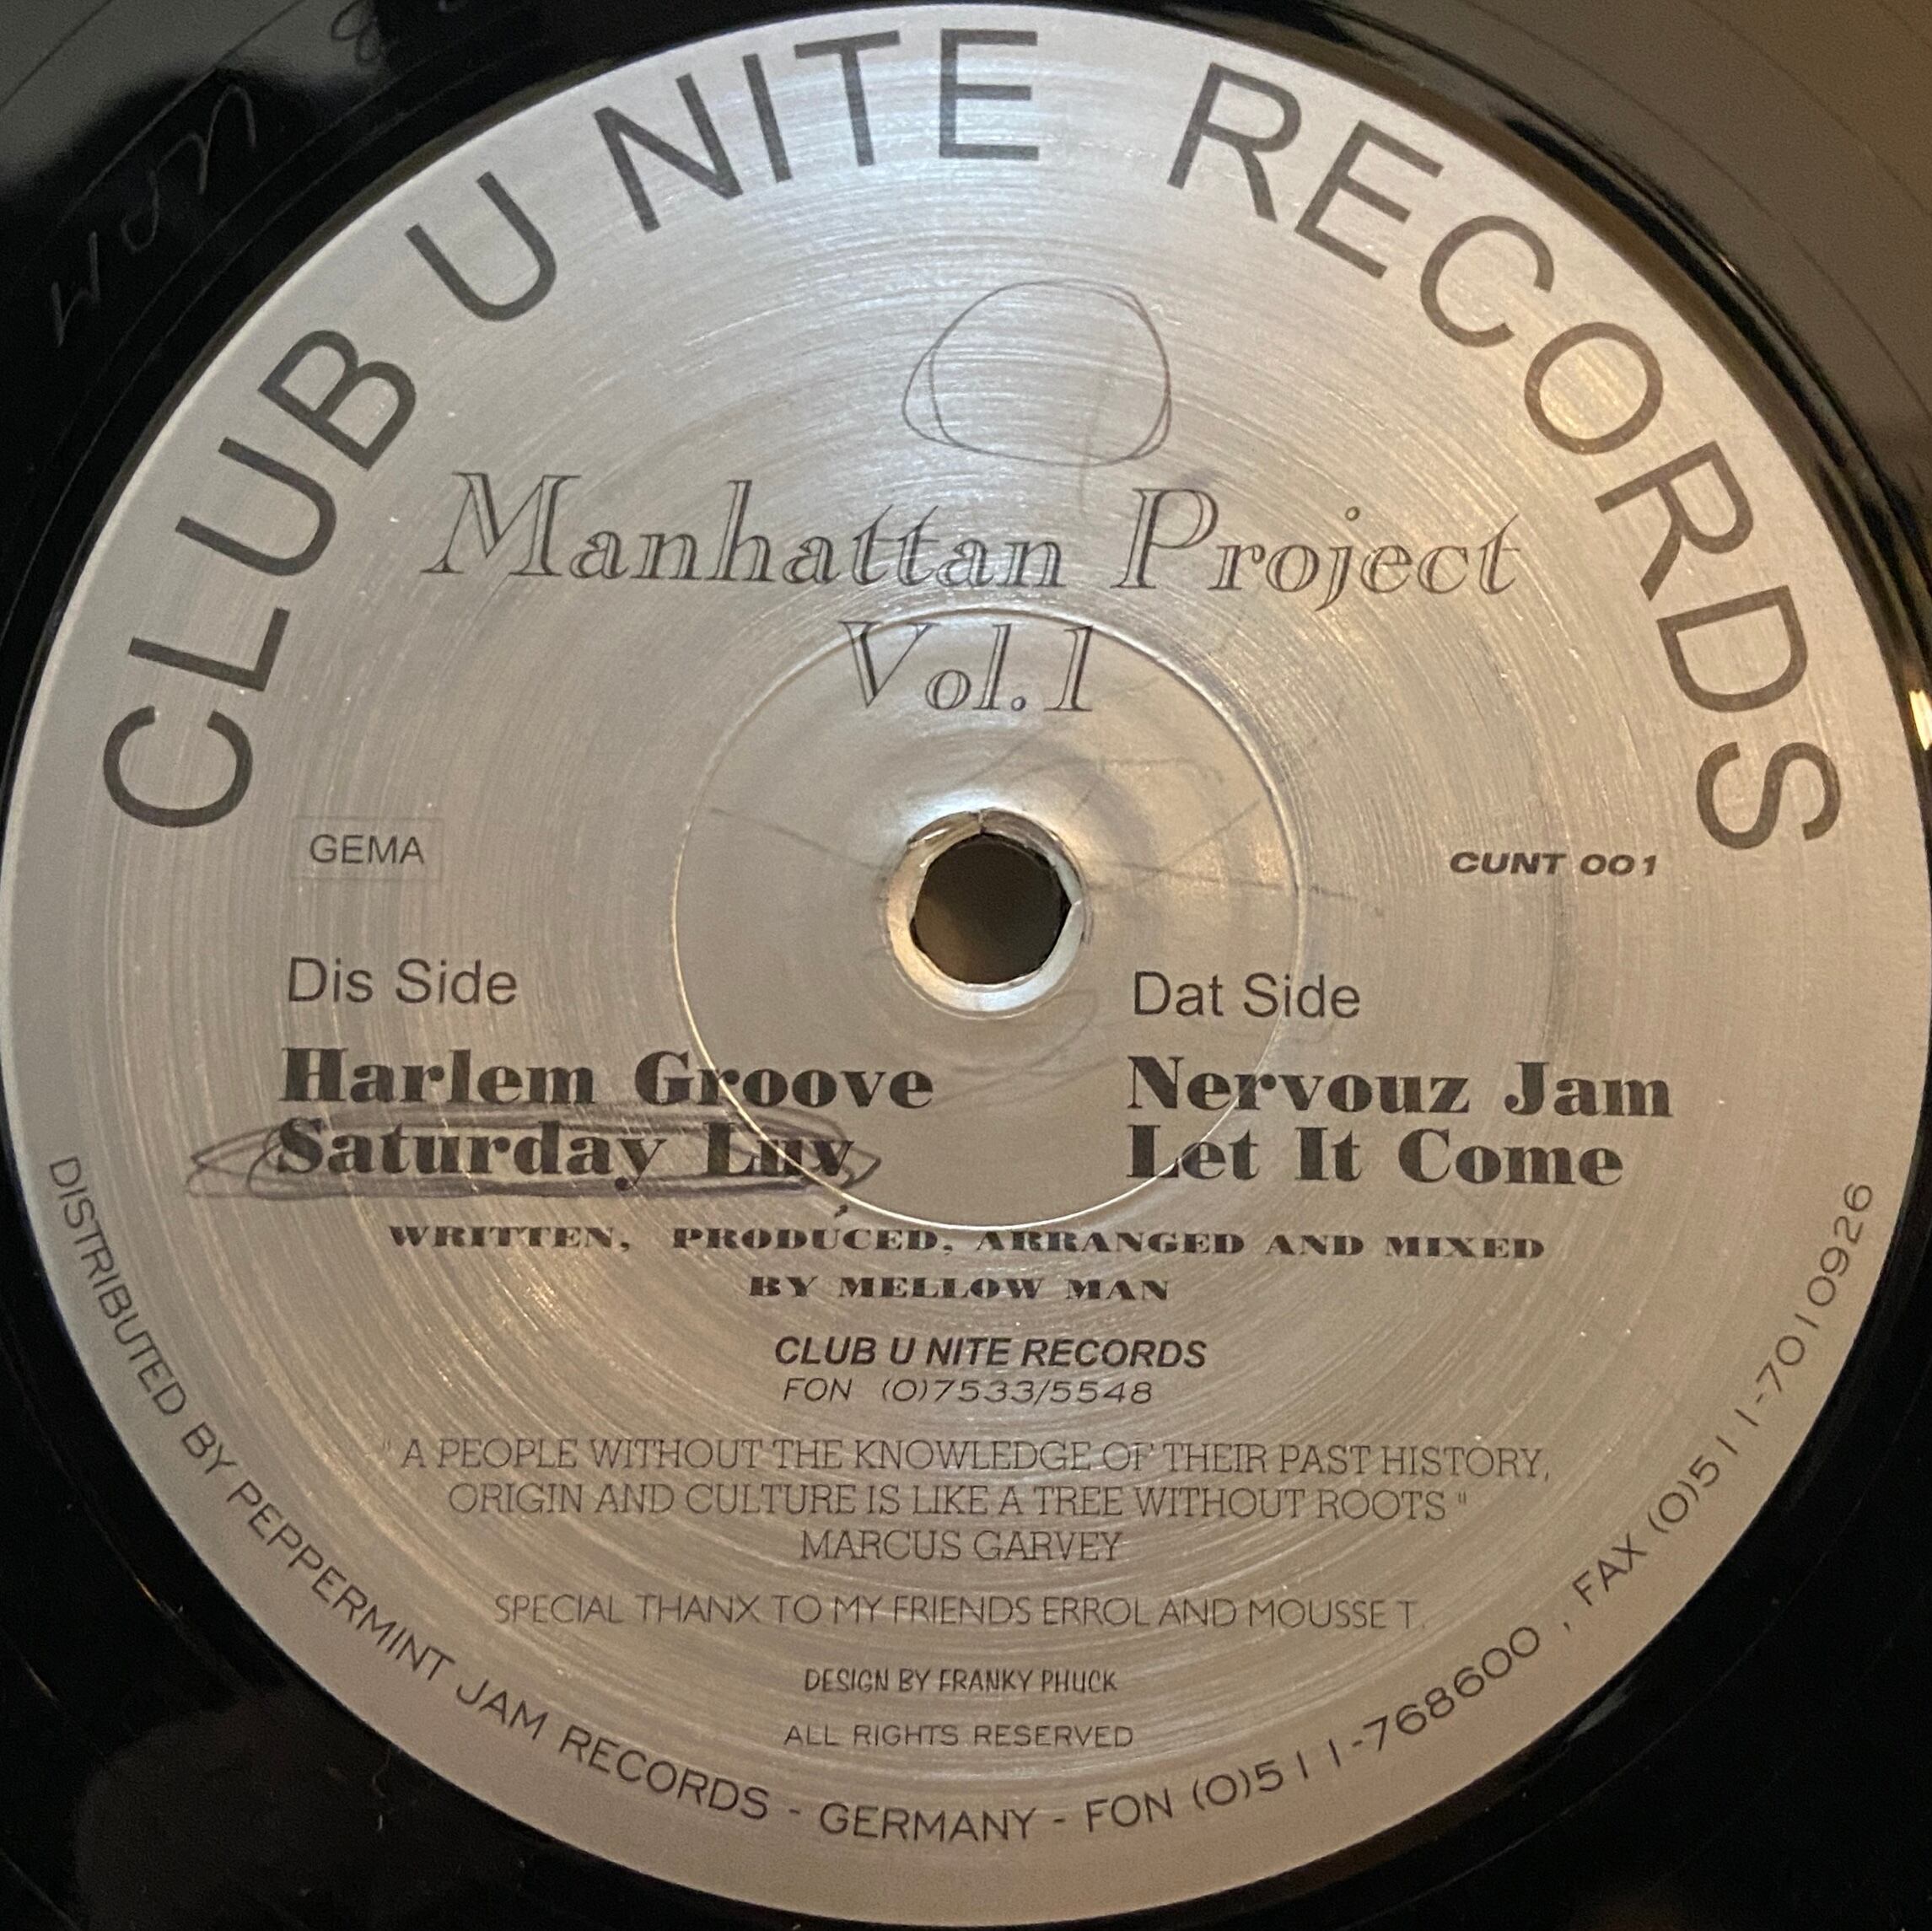 CLUB U NITE RECORDS
Manhattan Project
Vol. 1
GEMA
CUNT 001
Dis Side
Harlem Groove
Saturday Luv
Dat Side
Nervouz Jam
Let It Come
WRITTEN, PRODUCED, ARRANGED AND MIXED
BY MELLOW MAN
CLUB U NITE RECORDS
FON (0)7533/5548
" A PEOPLE WITHOUT THE KNOWLEDGE OF THEIR PAST HISTORY,
ORIGIN AND CULTURE IS LIKE A TREE WITHOUT ROOTS "
MARCUS GARVEY
SPECIAL THANX TO MY FRIENDS ERROL AND MOUSSE T.
DESIGN BY FRANKY PHUCK
ALL RIGHTS RESERVED
DISTRIBUTED BY PEPPERMINT JAM RECORDS - GERMANY - FON (0)511-768600 , FAX (0)511-7010926